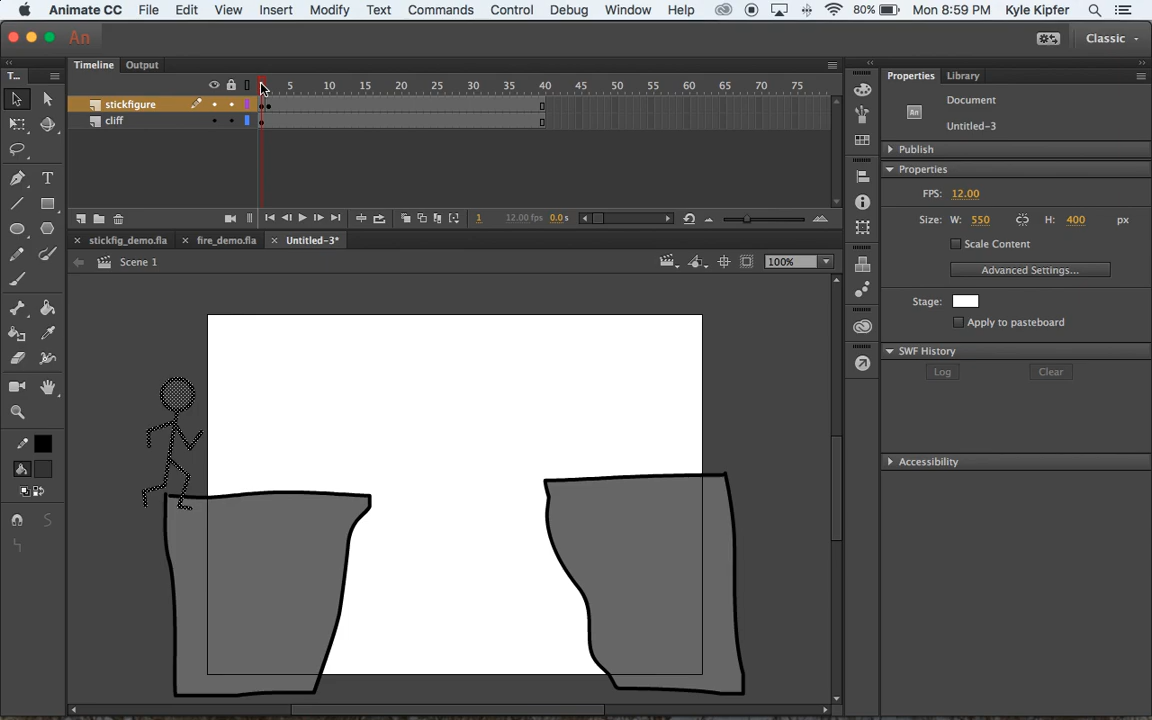 Animate CC File Edit View Insert Modify Text Commands Control Debug Window Help 80% Mon 8:59 PM Kyle Kipfer
An Classic
Timeline Output
T...
Properties Library
5 10 15 20 25 30 35 40 45 50 55 60 65 70 75
stickfigure
cliff
An
Document
Untitled-3
Publish
Properties
FPS: 12.00
Size: W: 550 H: 400 px
Scale Content
Advanced Settings...
Stage:
Apply to pasteboard
SWF History
Log Clear
Accessibility
1 12.00 fps 0.0 s
stickfig_demo.fla fire_demo.fla Untitled-3*
Scene 1 100%
T